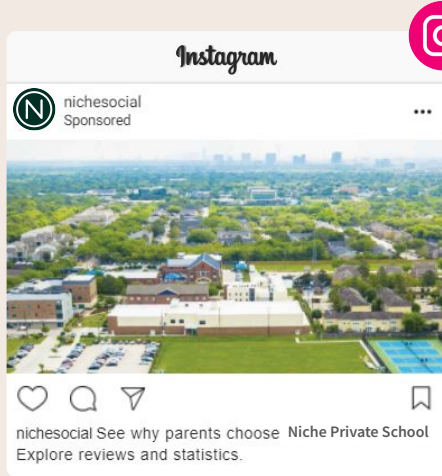 Instagram
N
nichesocial
Sponsored
nichesocial See why parents choose Niche Private School
Explore reviews and statistics.